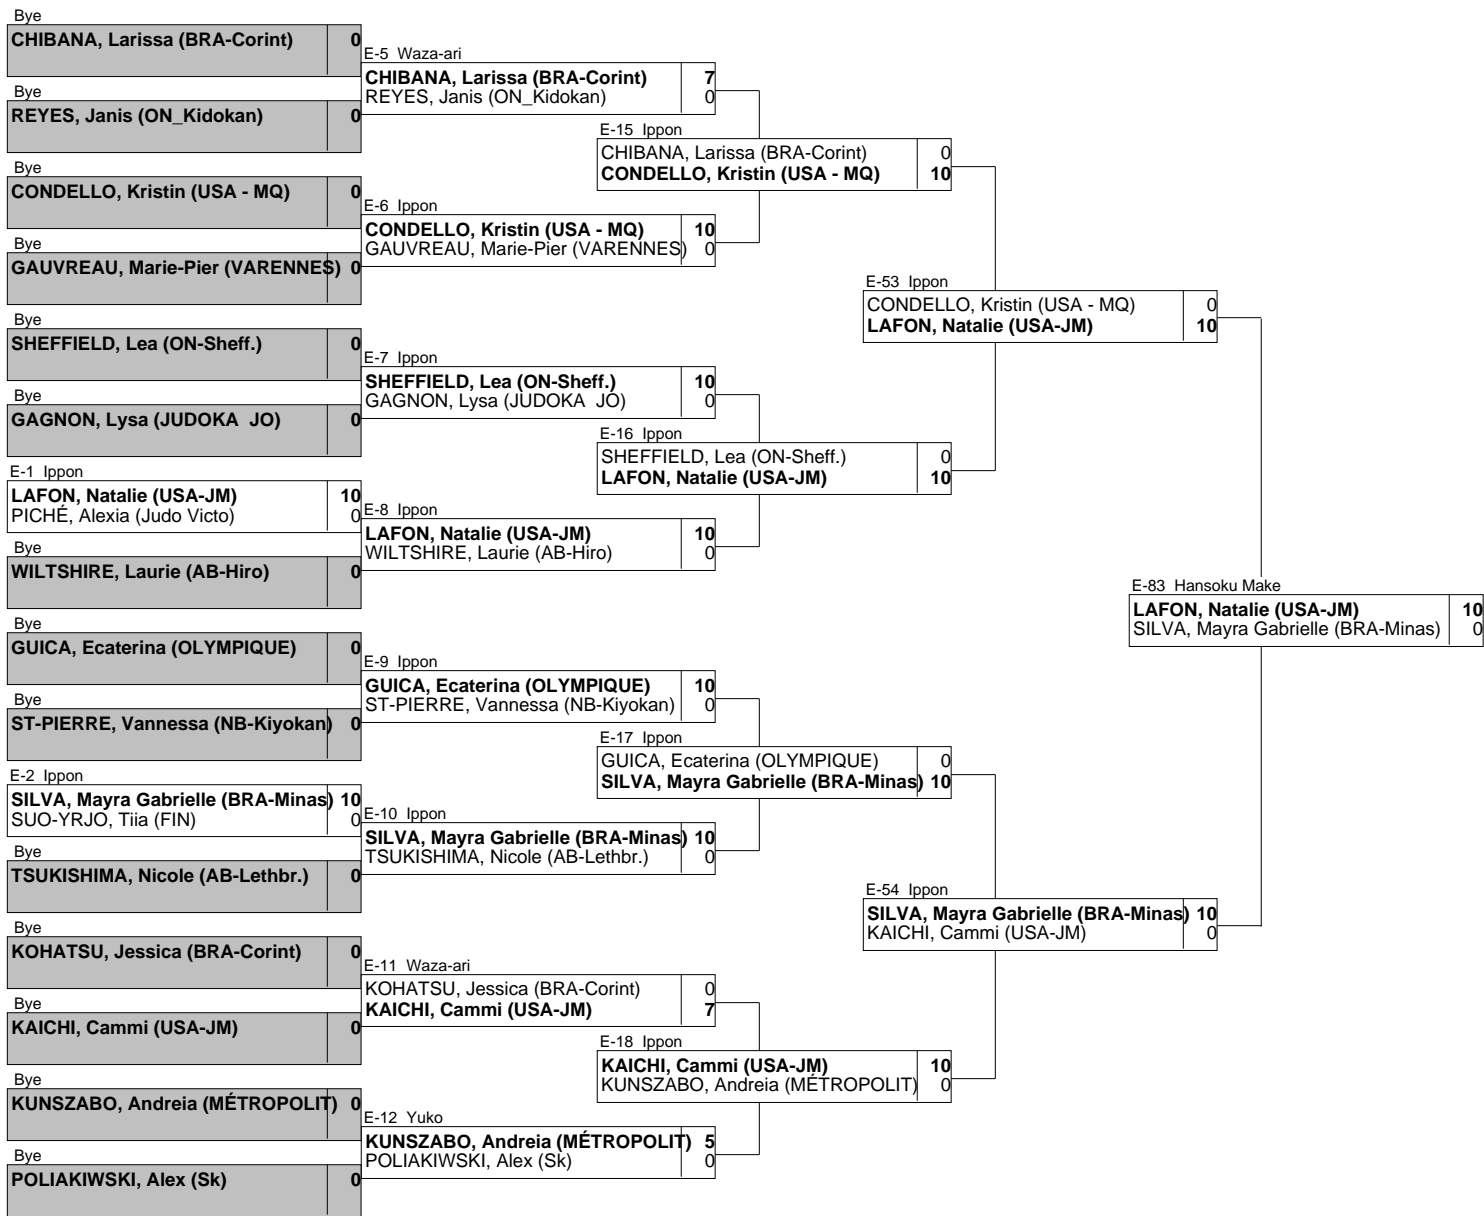 Bye
CHIBANA, Larissa (BRA-Corint) 0
Bye
REYES, Janis (ON_Kidokan) 0
Bye
CONDELLO, Kristin (USA - MQ) 0
Bye
GAUVREAU, Marie-Pier (VARENNES) 0
Bye
SHEFFIELD, Lea (ON-Sheff.) 0
Bye
GAGNON, Lysa (JUDOKA JO) 0
E-1 Ippon
LAFON, Natalie (USA-JM) 10
PICHÉ, Alexia (Judo Victo) 0
Bye
WILTSHIRE, Laurie (AB-Hiro) 0
Bye
GUICA, Ecaterina (OLYMPIQUE) 0
Bye
ST-PIERRE, Vannessa (NB-Kiyokan) 0
E-2 Ippon
SILVA, Mayra Gabrielle (BRA-Minas) 10
SUO-YRJO, Tiia (FIN) 0
Bye
TSUKISHIMA, Nicole (AB-Lethbr.) 0
Bye
KOHATSU, Jessica (BRA-Corint) 0
Bye
KAICHI, Cammi (USA-JM) 0
Bye
KUNSZABO, Andreia (MÉTROPOLIT) 0
Bye
POLIAKIWSKI, Alex (Sk) 0
E-5 Waza-ari
CHIBANA, Larissa (BRA-Corint) 7
REYES, Janis (ON_Kidokan) 0
E-6 Ippon
CONDELLO, Kristin (USA - MQ) 10
GAUVREAU, Marie-Pier (VARENNES) 0
E-7 Ippon
SHEFFIELD, Lea (ON-Sheff.) 10
GAGNON, Lysa (JUDOKA JO) 0
E-8 Ippon
LAFON, Natalie (USA-JM) 10
WILTSHIRE, Laurie (AB-Hiro) 0
E-9 Ippon
GUICA, Ecaterina (OLYMPIQUE) 10
ST-PIERRE, Vannessa (NB-Kiyokan) 0
E-10 Ippon
SILVA, Mayra Gabrielle (BRA-Minas) 10
TSUKISHIMA, Nicole (AB-Lethbr.) 0
E-11 Waza-ari
KOHATSU, Jessica (BRA-Corint) 0
KAICHI, Cammi (USA-JM) 7
E-12 Yuko
KUNSZABO, Andreia (MÉTROPOLIT) 5
POLIAKIWSKI, Alex (Sk) 0
E-15 Ippon
CHIBANA, Larissa (BRA-Corint) 0
CONDELLO, Kristin (USA - MQ) 10
E-16 Ippon
SHEFFIELD, Lea (ON-Sheff.) 0
LAFON, Natalie (USA-JM) 10
E-17 Ippon
GUICA, Ecaterina (OLYMPIQUE) 0
SILVA, Mayra Gabrielle (BRA-Minas) 10
E-18 Ippon
KAICHI, Cammi (USA-JM) 10
KUNSZABO, Andreia (MÉTROPOLIT) 0
E-53 Ippon
CONDELLO, Kristin (USA - MQ) 0
LAFON, Natalie (USA-JM) 10
E-54 Ippon
SILVA, Mayra Gabrielle (BRA-Minas) 10
KAICHI, Cammi (USA-JM) 0
E-83 Hansoku Make
LAFON, Natalie (USA-JM) 10
SILVA, Mayra Gabrielle (BRA-Minas) 0